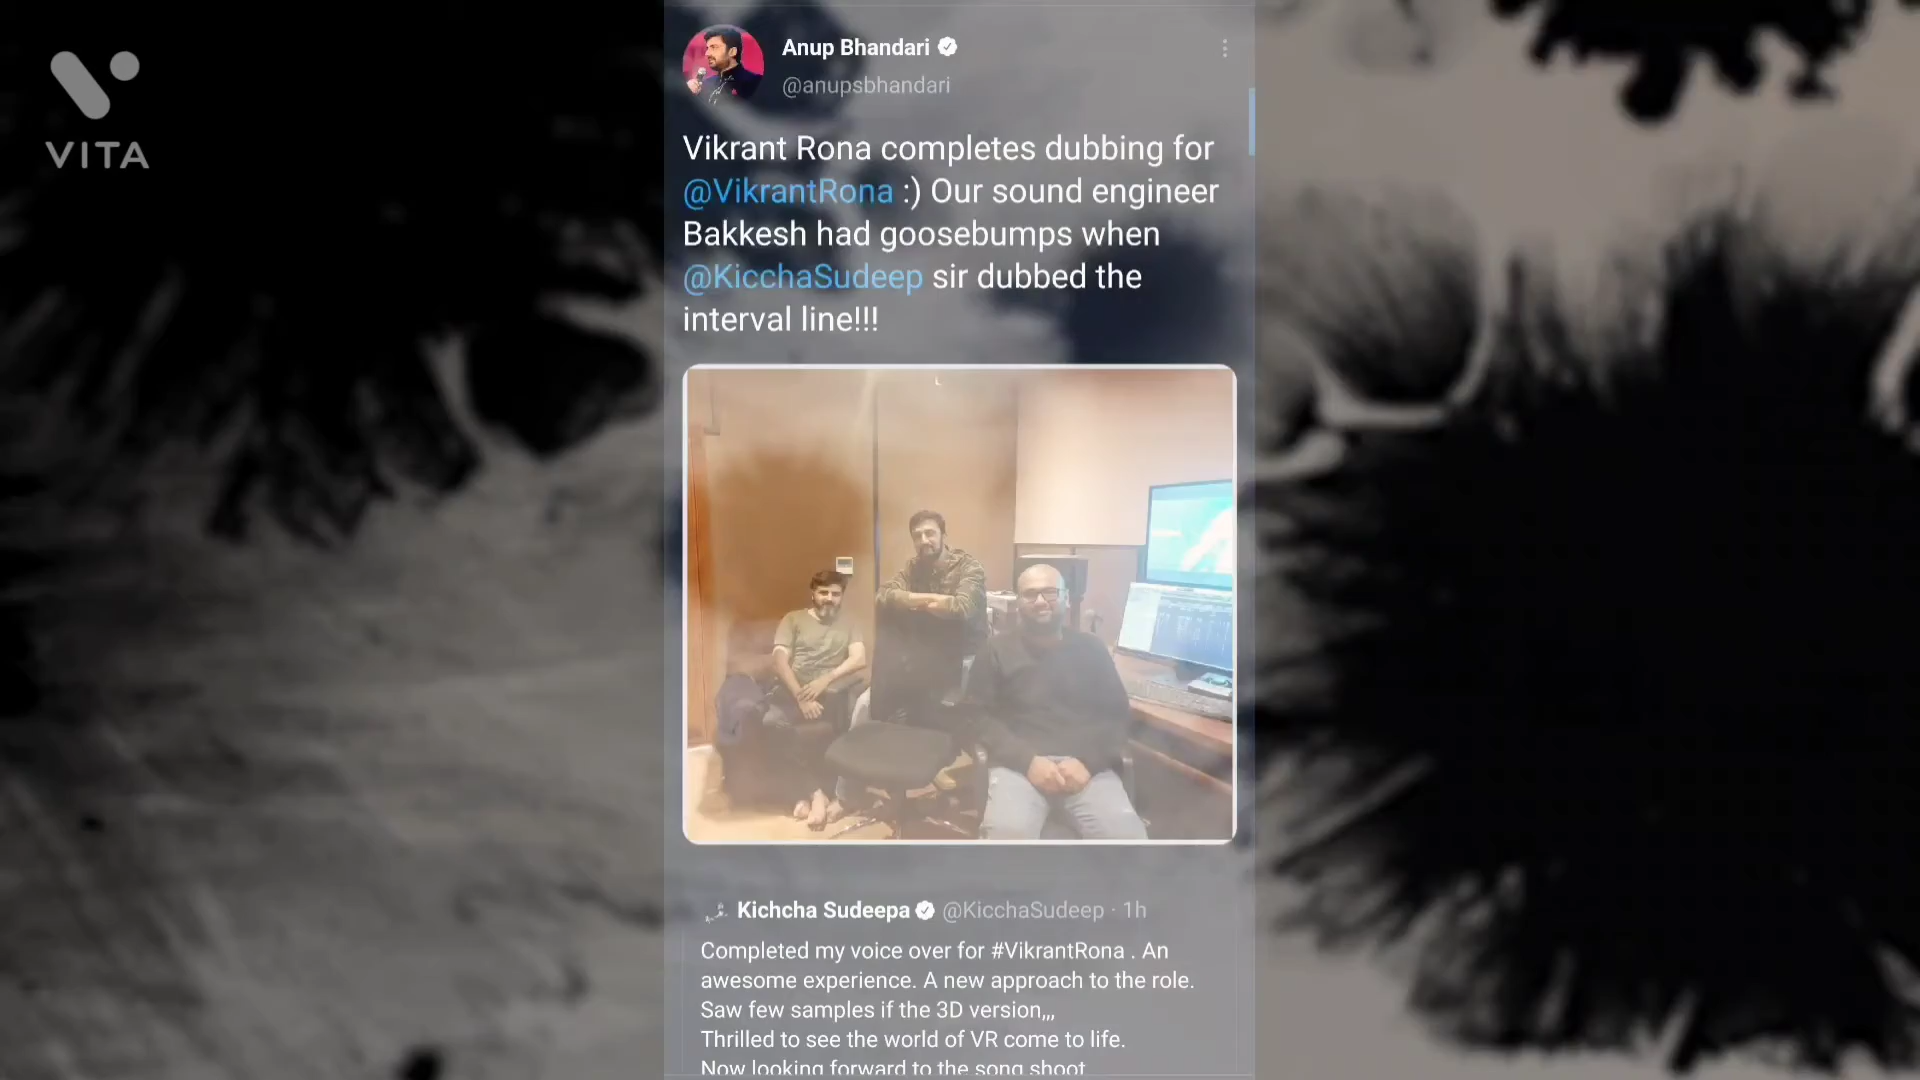 VITA
Anup Bhandari
@anupsbhandari
Vikrant Rona completes dubbing for
@VikrantRona :) Our sound engineer
Bakkesh had goosebumps when
@KicchaSudeep sir dubbed the
interval line!!!
Kichcha Sudeepa @KicchaSudeep · 1h
Completed my voice over for #VikrantRona . An
awesome experience. A new approach to the role.
Saw few samples if the 3D version,,,
Thrilled to see the world of VR come to life.
Now looking forward to the song shoot